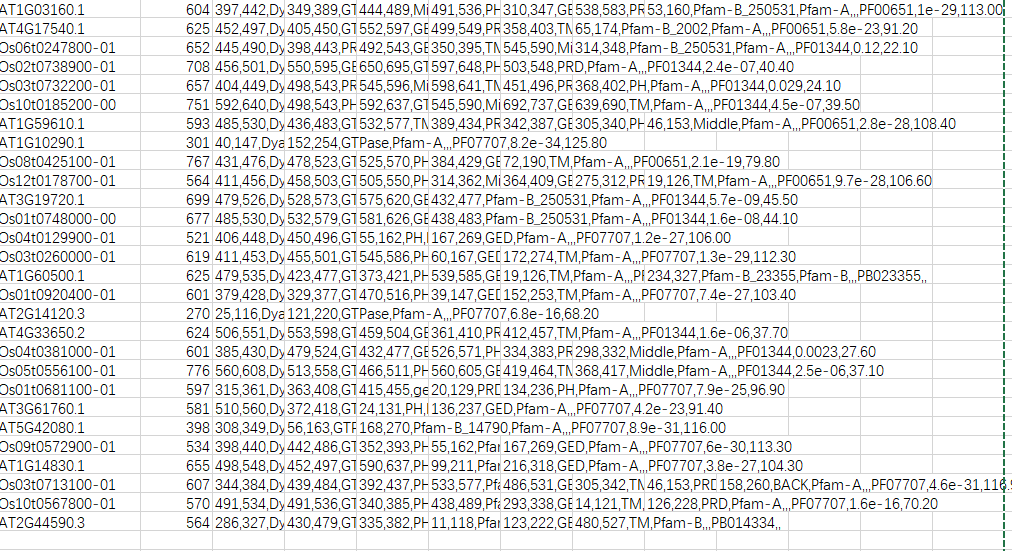 AT1G03160.1 604 397,442,Dy 349,389,GT 444,489,Mi 491,536,PH 310,347,GE 538,583,PR 53,160,Pfam-B_250531,Pfam-A,,,PF00651,1e-29,113.00
AT4G17540.1 625 452,497,Dy 405,450,GT 552,597,GE 499,549,PR 358,403,TM 65,174,Pfam-B_2002,Pfam-A,,,PF00651,5.8e-23,91.20
Os06t0247800-01 652 445,490,Dy 398,443,PR 492,543,GE 350,395,TM 545,590,Mi 314,348,Pfam-B_250531,Pfam-A,,,PF01344,0.12,22.10
Os02t0738900-01 708 456,501,Dy 550,595,GE 650,695,GT 597,648,PH 503,548,PRD,Pfam-A,,,PF01344,2.4e-07,40.40
Os03t0732200-01 657 404,449,Dy 498,543,PR 545,596,Mi 598,641,TM 451,496,PR 368,402,PH,Pfam-A,,,PF01344,0.029,24.10
Os10t0185200-00 751 592,640,Dy 498,543,PH 592,637,GT 545,590,Mi 692,737,GE 639,690,TM,Pfam-A,,,PF01344,4.5e-07,39.50
AT1G59610.1 593 485,530,Dy 436,483,GT 532,577,TM 389,434,PR 342,387,GE 305,340,PH 46,153,Middle,Pfam-A,,,PF00651,2.8e-28,108.40
AT1G10290.1 301 40,147,Dya 152,254,GTPase,Pfam-A,,,PF07707,8.2e-34,125.80
Os08t0425100-01 767 431,476,Dy 478,523,GT 525,570,PH 384,429,GE 72,190,TM,Pfam-A,,,PF00651,2.1e-19,79.80
Os12t0178700-01 564 411,456,Dy 458,503,GT 505,550,PH 314,362,Mi 364,409,GE 275,312,PR 19,126,TM,Pfam-A,,,PF00651,9.7e-28,106.60
AT3G19720.1 699 479,526,Dy 528,573,GT 575,620,GE 432,477,Pfam-B_250531,Pfam-A,,,PF01344,5.7e-09,45.50
Os01t0748000-00 677 485,530,Dy 532,579,GT 581,626,GE 438,483,Pfam-B_250531,Pfam-A,,,PF01344,1.6e-08,44.10
Os04t0129900-01 521 406,448,Dy 450,496,GT 55,162,PH, 167,269,GED,Pfam-A,,,PF07707,1.2e-27,106.00
Os03t0260000-01 619 411,453,Dy 455,501,GT 545,586,PH 60,167,GED 172,274,TM,Pfam-A,,,PF07707,1.3e-29,112.30
AT1G60500.1 625 479,535,Dy 423,477,GT 373,421,PH 539,585,GE 19,126,TM,Pfam-A,,,Pl 234,327,Pfam-B_23355,Pfam-B,,,PB023355,,
Os01t0920400-01 601 379,428,Dy 329,377,GT 470,516,PH 39,147,GED 152,253,TM,Pfam-A,,,PF07707,7.4e-27,103.40
AT2G14120.3 270 25,116,Dya 121,220,GTPase,Pfam-A,,,PF07707,6.8e-16,68.20
AT4G33650.2 624 506,551,Dy 553,598,GT 459,504,GE 361,410,PR 412,457,TM,Pfam-A,,,PF01344,1.6e-06,37.70
Os04t0381000-01 601 385,430,Dy 479,524,GT 432,477,GE 526,571,PH 334,383,PR 298,332,Middle,Pfam-A,,,PF01344,0.0023,27.60
Os05t0556100-01 776 560,608,Dy 513,558,GT 466,511,PH 560,605,GE 419,464,TM 368,417,Middle,Pfam-A,,,PF01344,2.5e-06,37.10
Os01t0681100-01 597 315,361,Dy 363,408,GT 415,455,ge 20,129,PRD 134,236,PH,Pfam-A,,,PF07707,7.9e-25,96.90
AT3G61760.1 581 510,560,Dy 372,418,GT 24,131,PH, 136,237,GED,Pfam-A,,,PF07707,4.2e-23,91.40
AT5G42080.1 398 308,349,Dy 56,163,GTP 168,270,Pfam-B_14790,Pfam-A,,,PF07707,8.9e-31,116.00
Os09t0572900-01 534 398,440,Dy 442,486,GT 352,393,PH 55,162,Pfa 167,269,GED,Pfam-A,,,PF07707,6e-30,113.30
AT1G14830.1 655 498,548,Dy 452,497,GT 590,637,PH 99,211,Pfam 216,318,GED,Pfam-A,,,PF07707,3.8e-27,104.30
Os03t0713100-01 607 344,384,Dy 439,484,GT 392,437,PH 533,577,Pfa 486,531,GE 305,342,TM 46,153,PRD 158,260,BACK,Pfam-A,,,PF07707,4.6e-31,116.9
Os10t0567800-01 570 491,534,Dy 491,536,GT 340,385,PH 438,489,Pfa 293,338,GE 14,121,TM, 126,228,PRD,Pfam-A,,,PF07707,1.6e-16,70.20
AT2G44590.3 564 286,327,Dy 430,479,GT 335,382,PH 11,118,Pfam 123,222,GE 480,527,TM,Pfam-B,,,PB014334,,